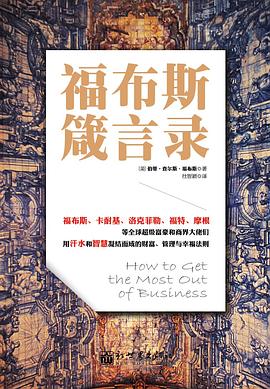 福布斯
箴言录
[美] 伯蒂·查尔斯·福布斯◎著
杜智颖◎译
福布斯、卡耐基、洛克菲勒、福特、摩根
等全球超级富豪和商界大佬们
用汗水和智慧凝结而成的财富、管理与幸福法则
How to Get
the Most Out
of Business